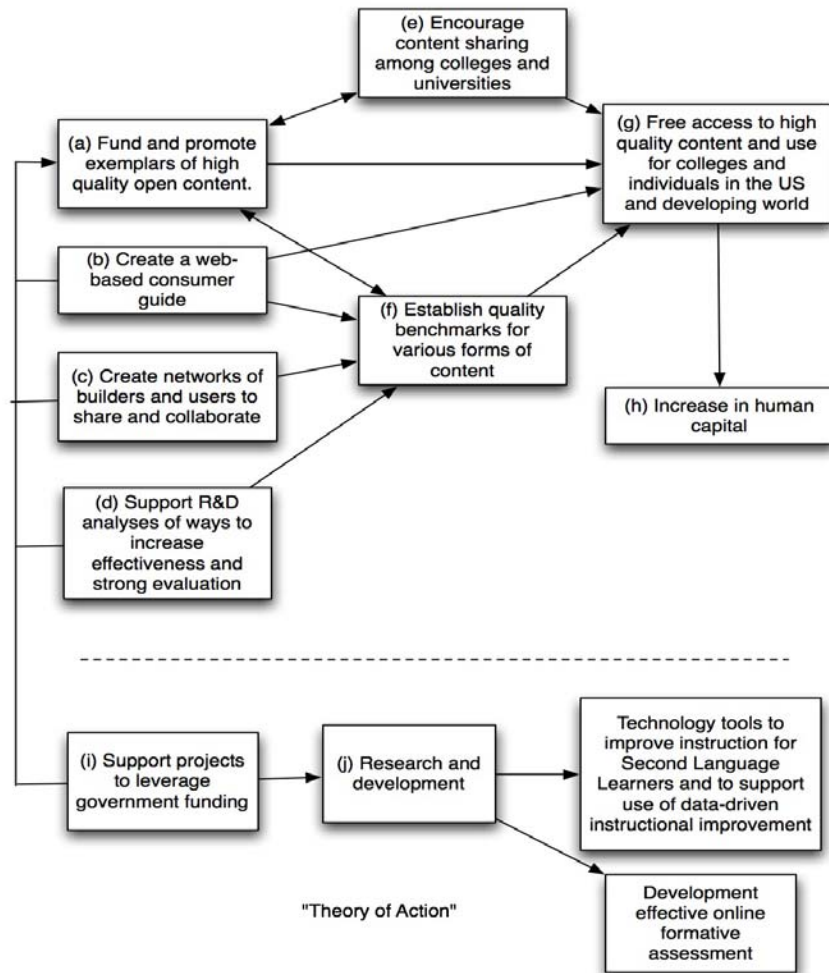 (e) Encourage
content sharing
among colleges and
universities
(a) Fund and promote
exemplars of high
quality open content.
(g) Free access to high
quality content and use
for colleges and
individuals in the US
and developing world
(b) Create a web-
based consumer
guide
(f) Establish quality
benchmarks for
various forms of
content
(c) Create networks of
builders and users to
share and collaborate
(h) Increase in human
capital
(d) Support R&D
analyses of ways to
increase
effectiveness and
strong evaluation
(i) Support projects
to leverage
government funding
(j) Research and
development
Technology tools to
improve instruction for
Second Language
Learners and to support
use of data-driven
instructional improvement
"Theory of Action"
Development
effective online
formative
assessment